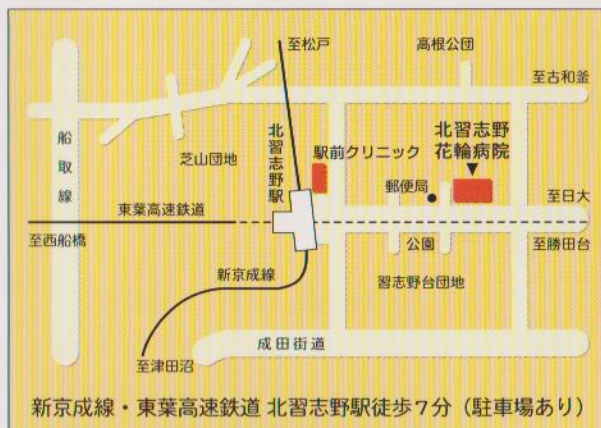 至松戸
高根公団
至古和釜
船取線
芝山団地
北習志野駅
駅前クリニック
北習志野
花輪病院
郵便局
至日大
東葉高速鉄道
至西船橋
公園
至勝田台
新京成線
習志野台団地
成田街道
至津田沼
新京成線・東葉高速鉄道 北習志野駅徒歩7分（駐車場あり）